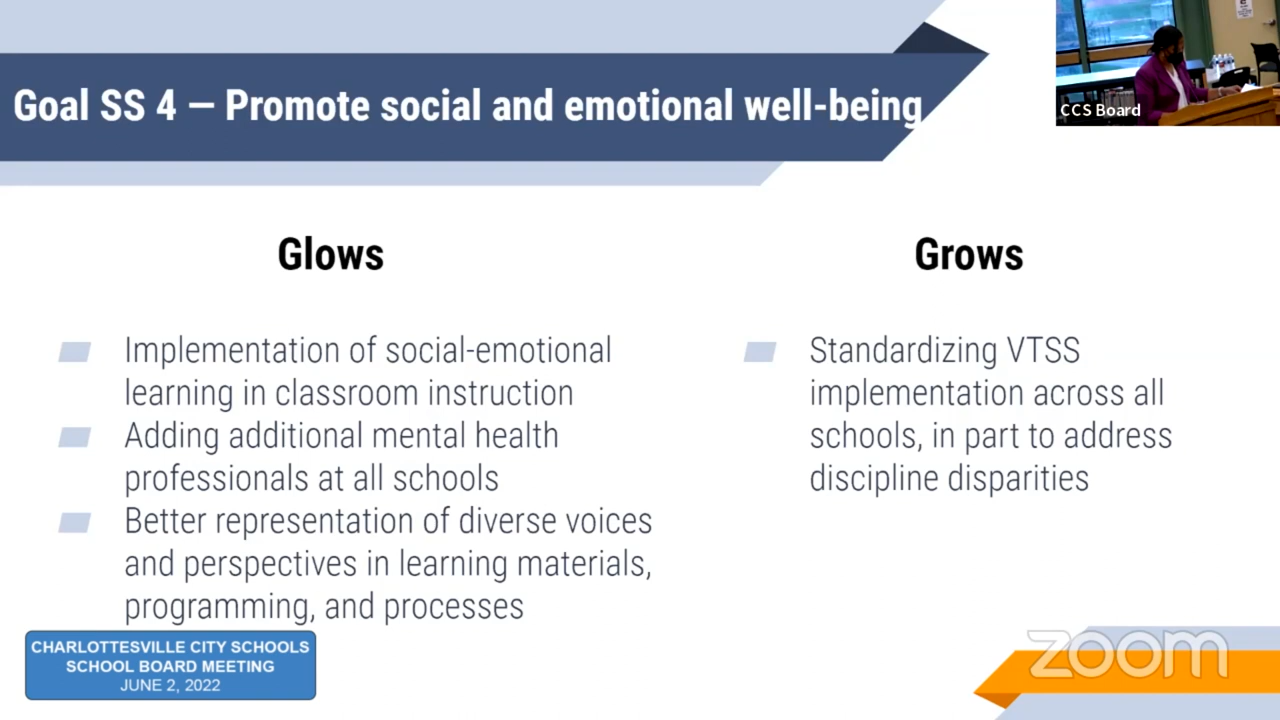 Goal SS 4 – Promote social and emotional well-being
CCS Board
Glows
Implementation of social-emotional
learning in classroom instruction
Adding additional mental health
professionals at all schools
Better representation of diverse voices
and perspectives in learning materials,
programming, and processes
Grows
Standardizing VTSS
implementation across all
schools, in part to address
discipline disparities
CHARLOTTESVILLE CITY SCHOOLS
SCHOOL BOARD MEETING
JUNE 2, 2022
zoom